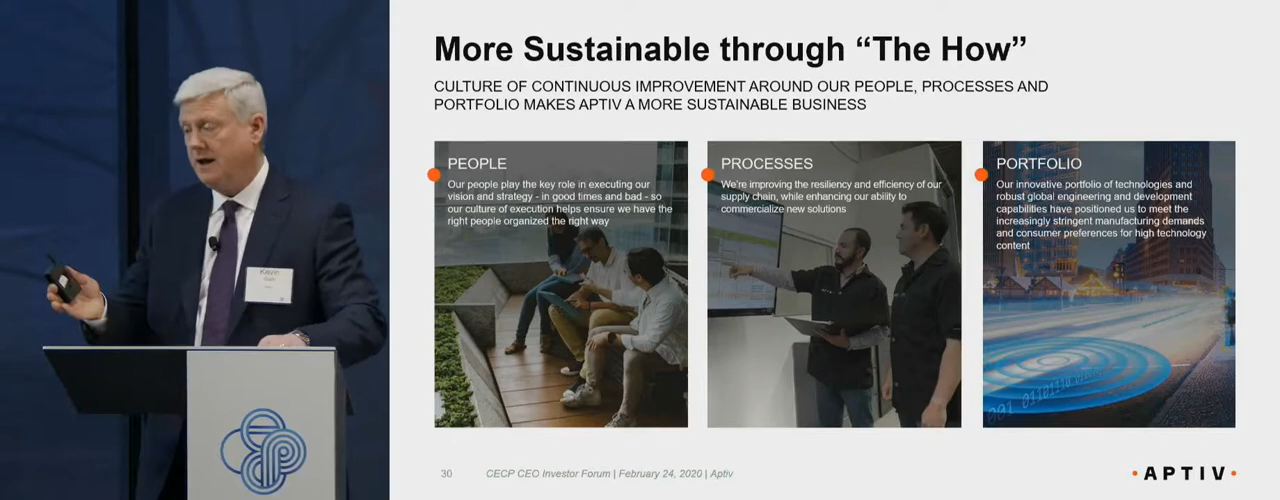 Kevin
More Sustainable through “The How”
CULTURE OF CONTINUOUS IMPROVEMENT AROUND OUR PEOPLE, PROCESSES AND
PORTFOLIO MAKES APTIV A MORE SUSTAINABLE BUSINESS
PEOPLE
Our people play the key role in executing our
vision and strategy - in good times and bad - so
our culture of execution helps ensure we have the
right people organized the right way
PROCESSES
We're improving the resiliency and efficiency of our
supply chain, while enhancing our ability to
commercialize new solutions
PORTFOLIO
Our innovative portfolio of technologies and
robust global engineering and development
capabilities have positioned us to meet the
increasingly stringent manufacturing demands
and consumer preferences for high technology
content
30
CECP CEO Investor Forum | February 24, 2020 | Aptiv
• APTIV •